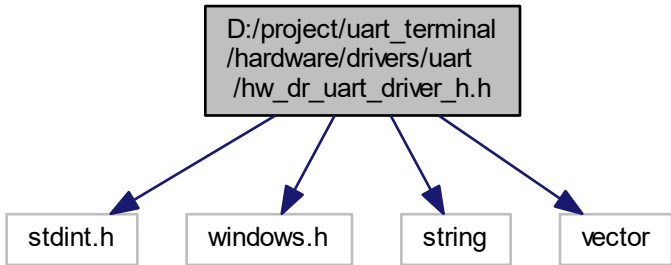 D:/project/uart_terminal
/hardware/drivers/uart
/hw_dr_uart_driver_h.h
stdint.h
windows.h
string
vector